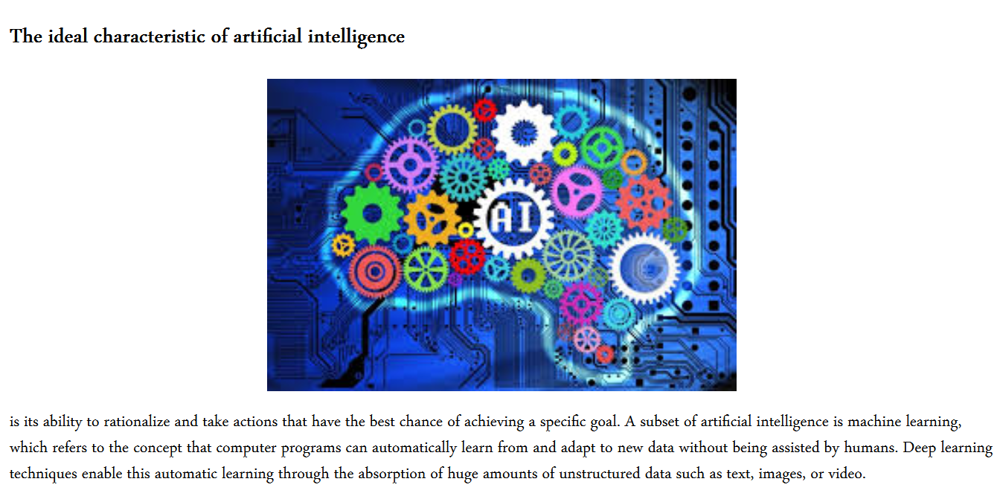 The ideal characteristic of artificial intelligence
AI
is its ability to rationalize and take actions that have the best chance of achieving a specific goal. A subset of artificial intelligence is machine learning,
which refers to the concept that computer programs can automatically learn from and adapt to new data without being assisted by humans. Deep learning
techniques enable this automatic learning through the absorption of huge amounts of unstructured data such as text, images, or video.